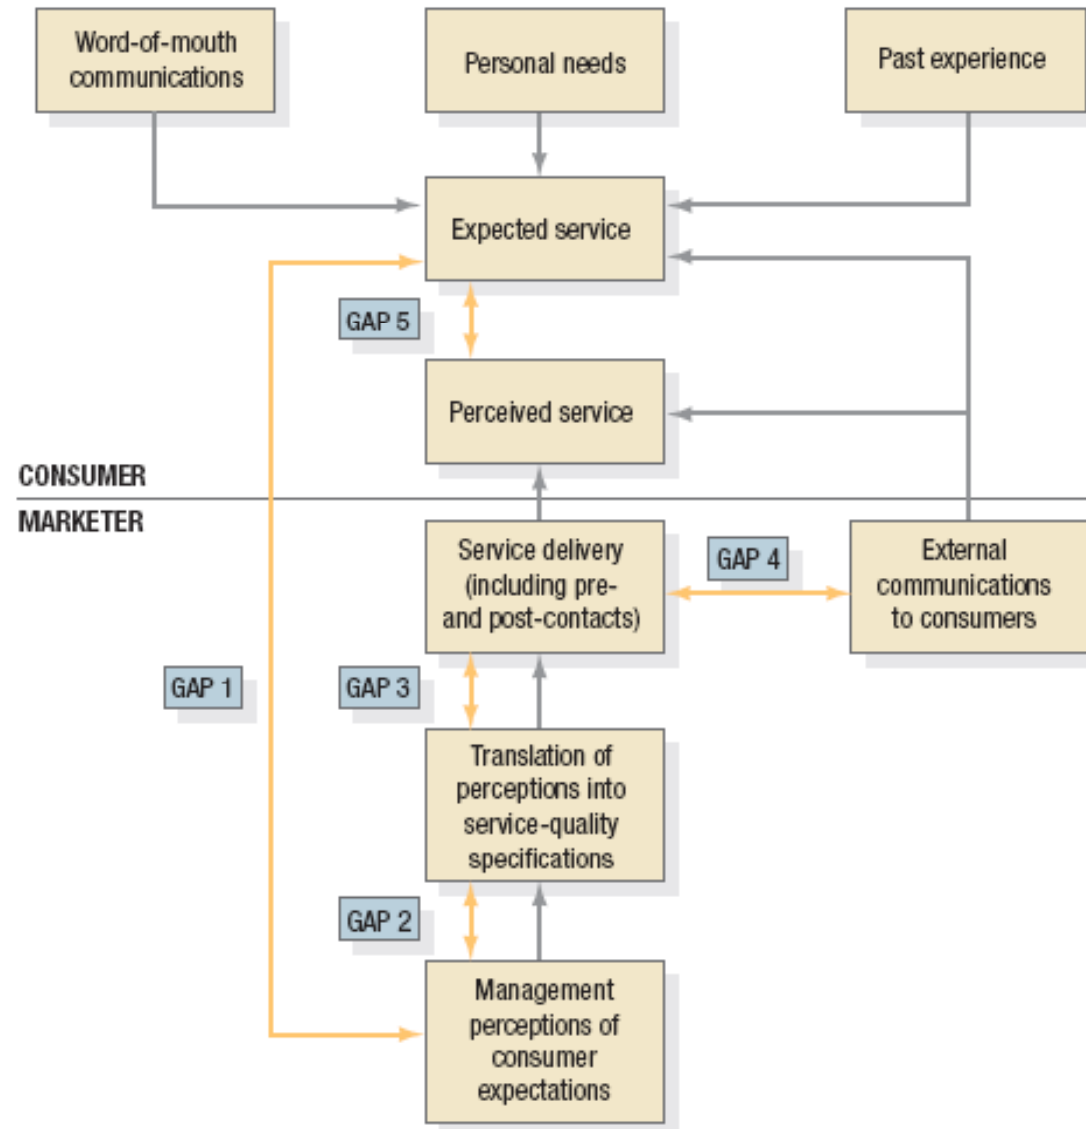 Word-of-mouth
communications
Personal needs
Past experience
Expected service
GAP 5
Perceived service
CONSUMER
MARKETER
Service delivery
(including pre-
and post-contacts)
GAP 4
External
communications
to consumers
GAP 1
GAP 3
Translation of
perceptions into
service-quality
specifications
GAP 2
Management
perceptions of
consumer
expectations